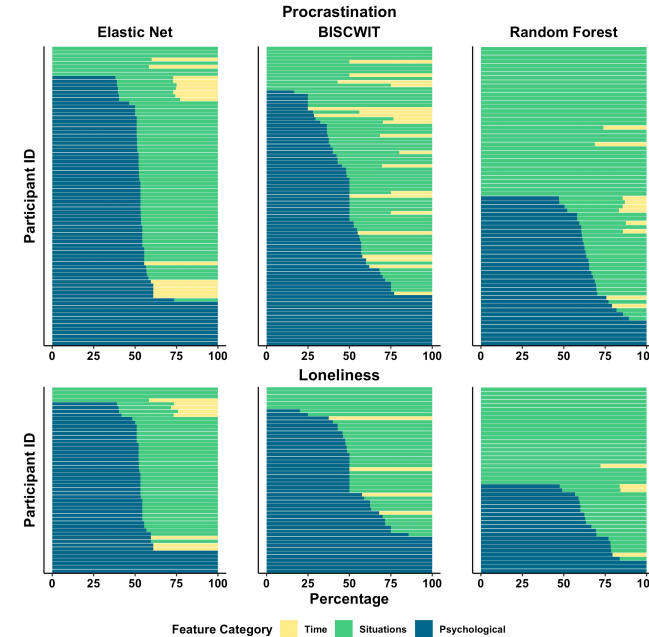 Procrastination
Elastic Net BISCWIT Random Forest
Participant ID
0 25 50 75 100 0 25 50 75 100 0 25 50 75 100
Loneliness
Participant ID
0 25 50 75 100 0 25 50 75 100 0 25 50 75 100
Percentage
Feature Category Time Situations Psychological